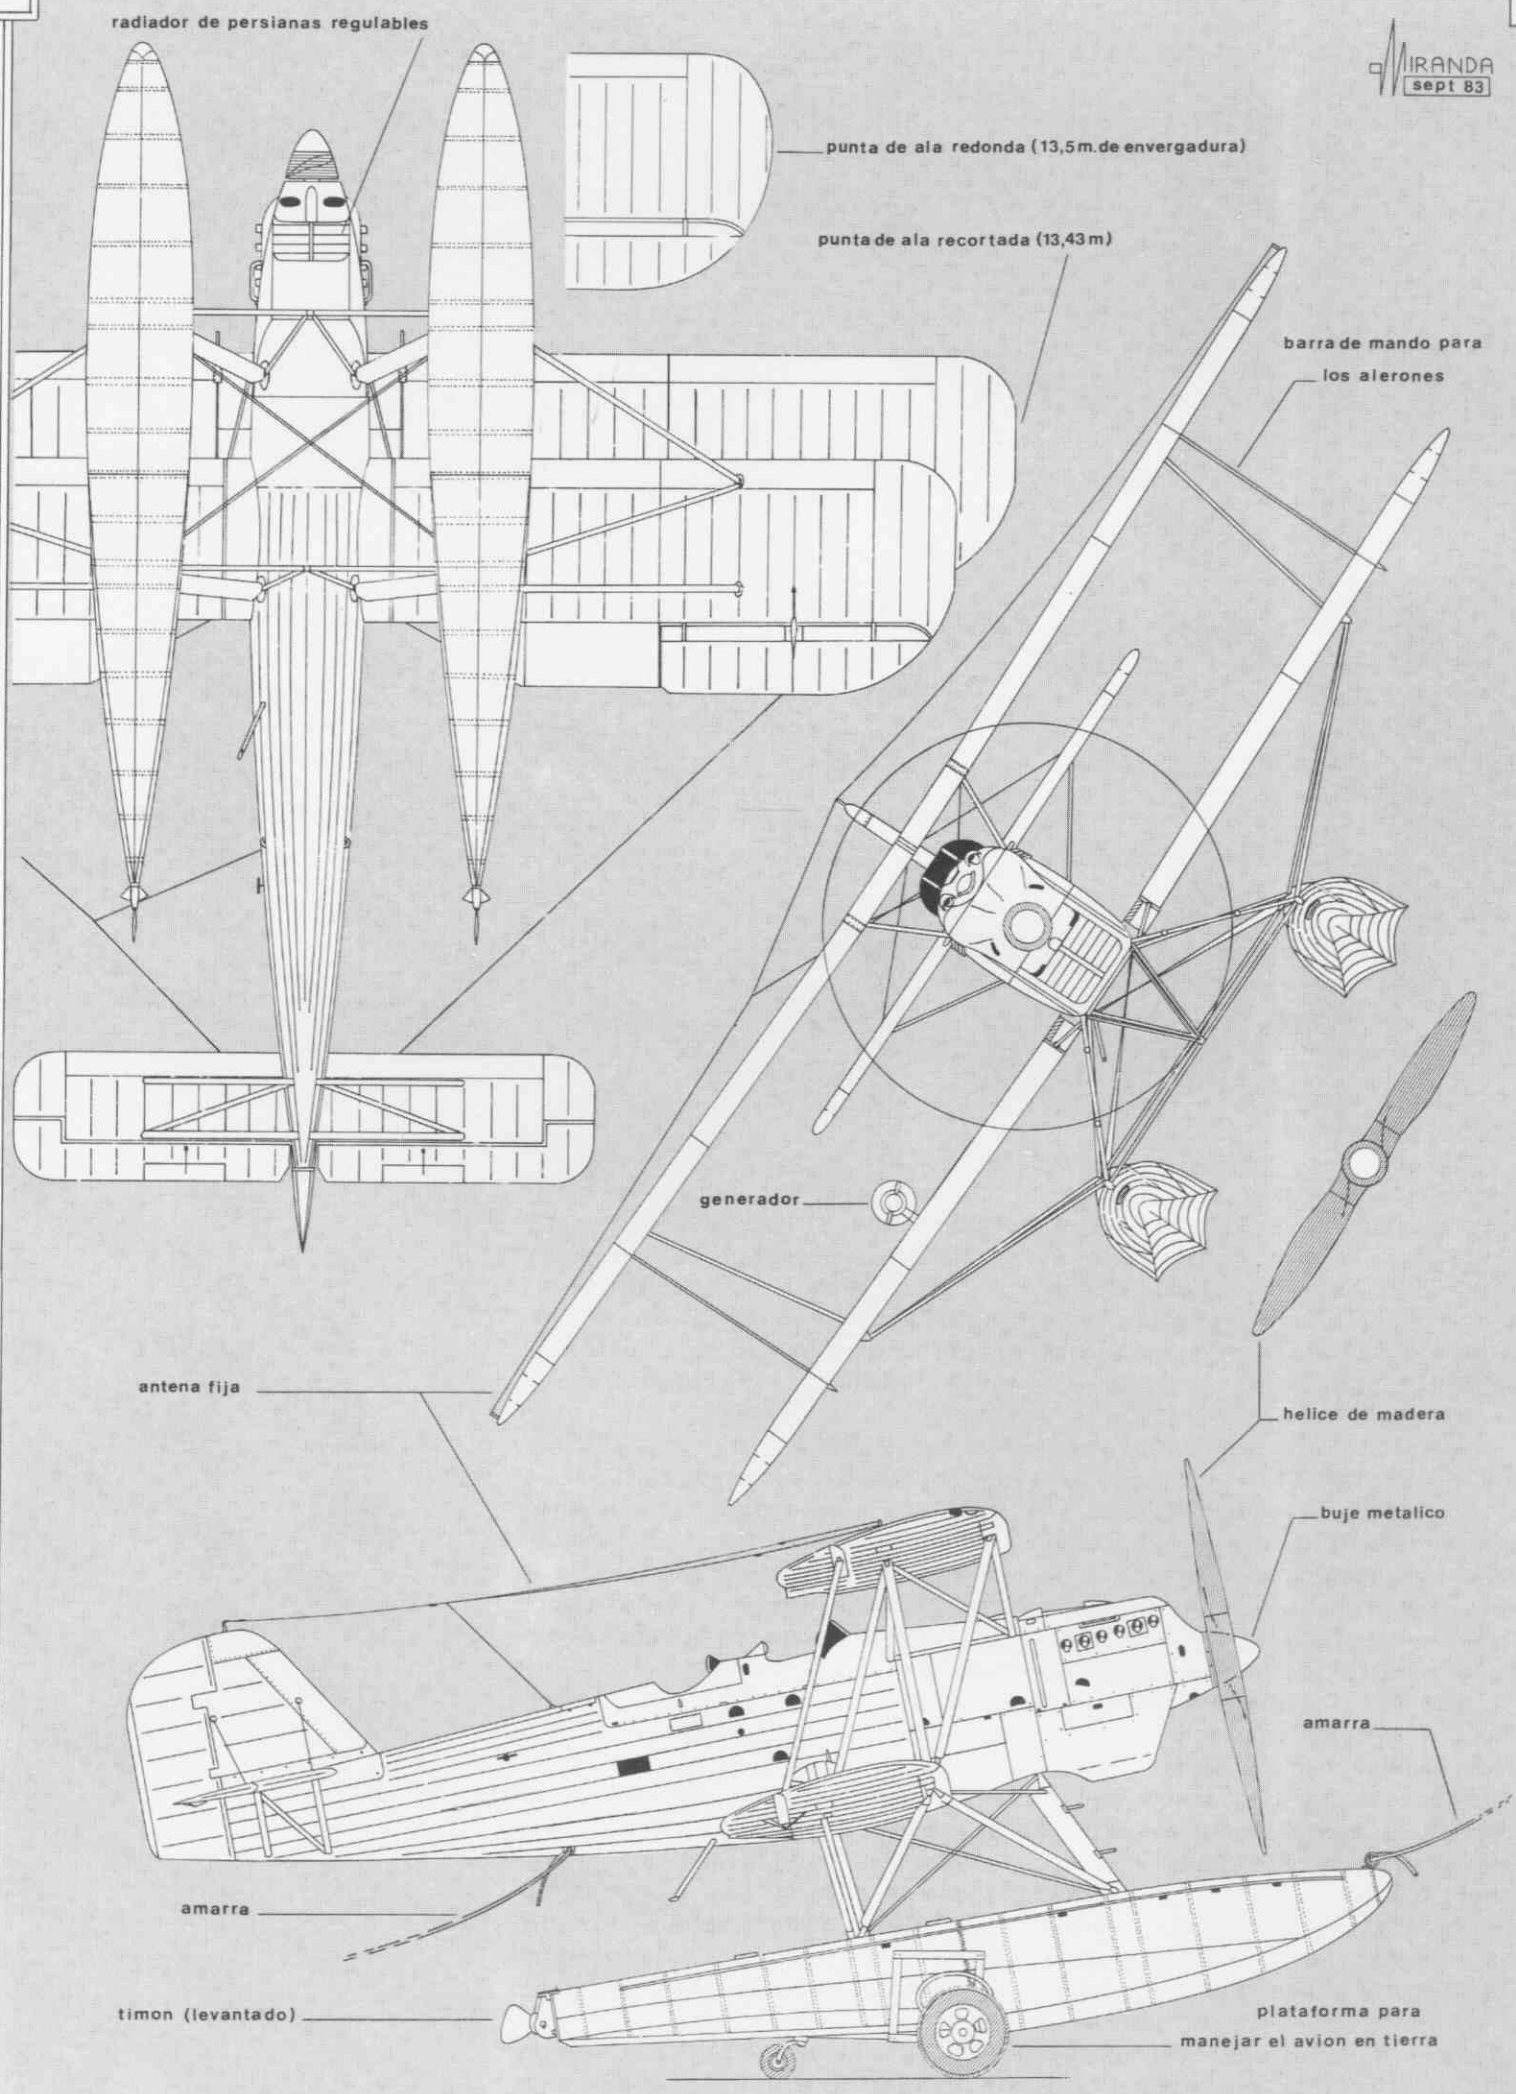 radiador de persianas regulables
MIRANDA
sept 83
punta de ala redonda (13,5m. de envergadura)
punta de ala recortada (13,43 m)
barra de mando para
los alerones
generador
antena fija
helice de madera
buje metalico
amarra
amarra
timon (levantado)
plataforma para
manejar el avion en tierra